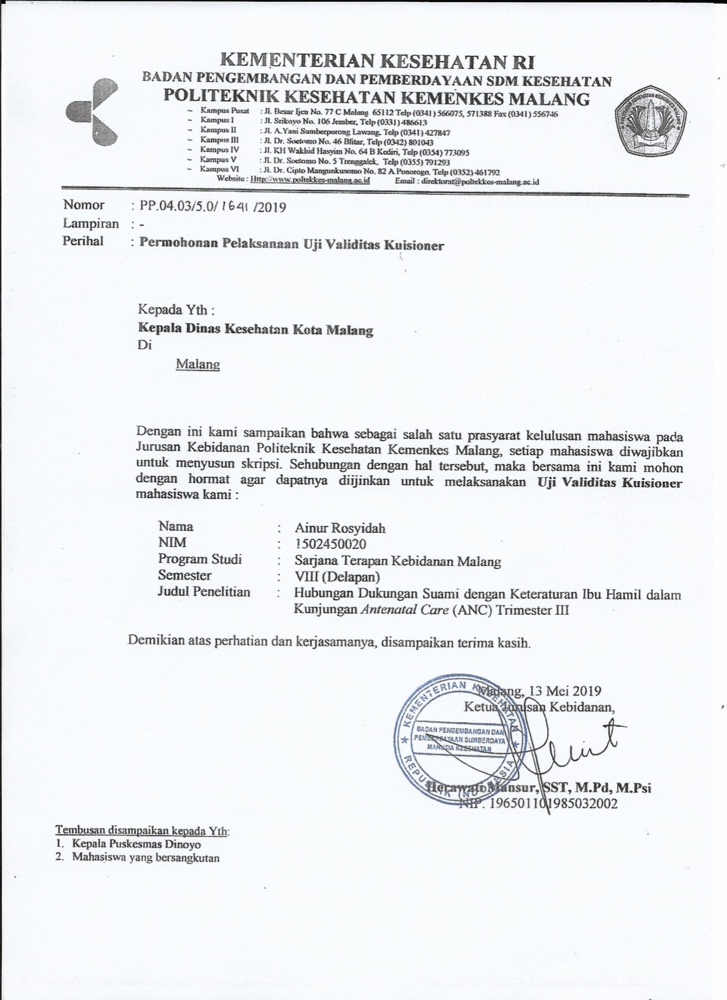 KEMENTERIAN KESEHATAN RI
BADAN PENGEMBANGAN DAN PEMBERDAYAAN SDM KESEHATAN
POLITEKNIK KESEHATAN KEMENKES MALANG
~ Kampus Pusat : Jl. Besar Ijen No. 77 C Malang 65112 Telp (0341) 566075, 571388 Fax (0341) 556746
~ Kampus I : Jl. Srikoyo No. 106 Jember, Telp (0331) 486613
~ Kampus II : Jl. A.Yani Sumberporong Lawang. Telp (0341) 427847
~ Kampus III : Jl. Dr. Soetomo No. 46 Blitar, Telp (0342) 801043
~ Kampus IV : Jl. KH Wakhid Hasyim No. 64 B Kediri, Telp (0354) 773095
~ Kampus V : Jl. Dr. Soetomo No. 5 Trenggalek. Telp (0355) 791293
~ Kampus VI : Jl. Dr. Cipto Mangunkusomo No. 82 A Ponorogo. Telp (0352) 461792
Website : Http://www.poltekkes-malang.ac.id Email : direktorat@poltekkes-malang.ac.id
Nomor : PP.04.03/5.0/ 1641 /2019
Lampiran : -
Perihal : Permohonan Pelaksanaan Uji Validitas Kuisioner
Kepada Yth :
Kepala Dinas Kesehatan Kota Malang
Di
Malang
Dengan ini kami sampaikan bahwa sebagai salah satu prasyarat kelulusan mahasiswa pada
Jurusan Kebidanan Politeknik Kesehatan Kemenkes Malang, setiap mahasiswa diwajibkan
untuk menyusun skripsi. Sehubungan dengan hal tersebut, maka bersama ini kami mohon
dengan hormat agar dapatnya diijinkan untuk melaksanakan Uji Validitas Kuisioner
mahasiswa kami :
Nama : Ainur Rosyidah
NIM : 1502450020
Program Studi : Sarjana Terapan Kebidanan Malang
Semester : VIII (Delapan)
Judul Penelitian : Hubungan Dukungan Suami dengan Keteraturan Ibu Hamil dalam
Kunjungan Antenatal Care (ANC) Trimester III
Demikian atas perhatian dan kerjasamanya, disampaikan terima kasih.
Malang, 13 Mei 2019
Ketua Jurusan Kebidanan,
KEMENTERIAN KESEHATAN
BADAN PENGEMBANGAN DAN
PEMBERDAYAAN SUMBERDAYA
MANUSIA KESEHATAN
REPUBLIK INDONESIA
Herawati Mansur, SST, M.Pd, M.Psi
NIP. 196501101985032002
Tembusan disampaikan kepada Yth:
1. Kepala Puskesmas Dinoyo
2. Mahasiswa yang bersangkutan